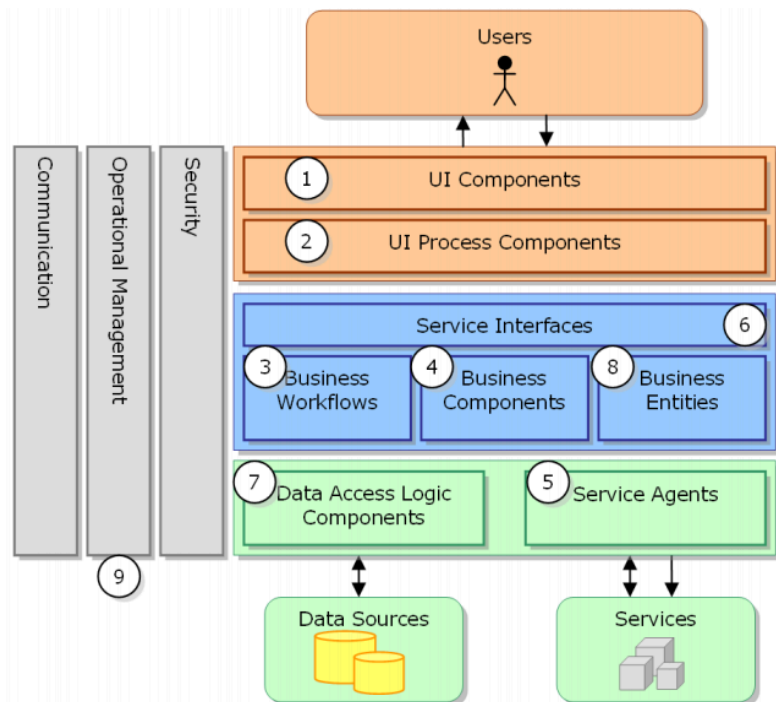 Users
Communication
Operational Management
Security
1
UI Components
2
UI Process Components
Service Interfaces
6
3
Business
Workflows
4
Business
Components
8
Business
Entities
7
Data Access Logic
Components
5
Service Agents
9
Data Sources
Services